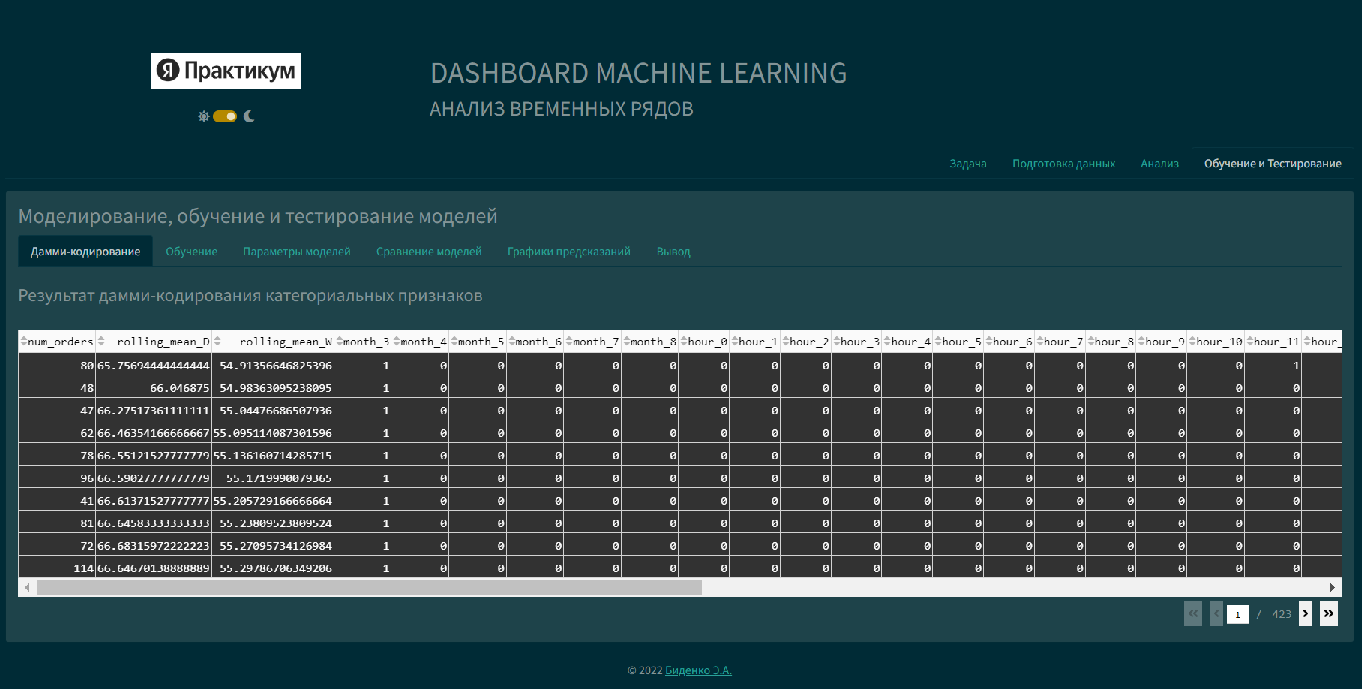 Я Практикум
DASHBOARD MACHINE LEARNING
АНАЛИЗ ВРЕМЕННЫХ РЯДОВ
Задача Подготовка данных Анализ Обучение и Тестирование
Моделирование, обучение и тестирование моделей
Дамми-кодирование Обучение Параметры моделей Сравнение моделей Графики предсказаний Вывод
Результат дамми-кодирования категориальных признаков
num_orders rolling_mean_D rolling_mean_W month_3 month_4 month_5 month_6 month_7 month_8 hour_0 hour_1 hour_2 hour_3 hour_4 hour_5 hour_6 hour_7 hour_8 hour_9 hour_10 hour_11 hour_
80 65.75694444444444 54.91356646825396 1 0 0 0 0 0 0 0 0 0 0 0 0 0 0 0 0 1
48 66.046875 54.98363095238095 1 0 0 0 0 0 0 0 0 0 0 0 0 0 0 0 0 0
47 66.27517361111111 55.04476686507936 1 0 0 0 0 0 0 0 0 0 0 0 0 0 0 0 0 0
62 66.46354166666667 55.095114087301596 1 0 0 0 0 0 0 0 0 0 0 0 0 0 0 0 0 0
78 66.55121527777779 55.136160714285715 1 0 0 0 0 0 0 0 0 0 0 0 0 0 0 0 0 0
96 66.59027777777779 55.1719990079365 1 0 0 0 0 0 0 0 0 0 0 0 0 0 0 0 0 0
41 66.61371527777777 55.205729166666664 1 0 0 0 0 0 0 0 0 0 0 0 0 0 0 0 0 0
81 66.64583333333333 55.23809523809524 1 0 0 0 0 0 0 0 0 0 0 0 0 0 0 0 0 0
72 66.68315972222223 55.27095734126984 1 0 0 0 0 0 0 0 0 0 0 0 0 0 0 0 0 0
114 66.64670138888889 55.29786706349206 1 0 0 0 0 0 0 0 0 0 0 0 0 0 0 0 0 0
<< < 1 / 423 > >>
© 2022 Биденко Э.А.